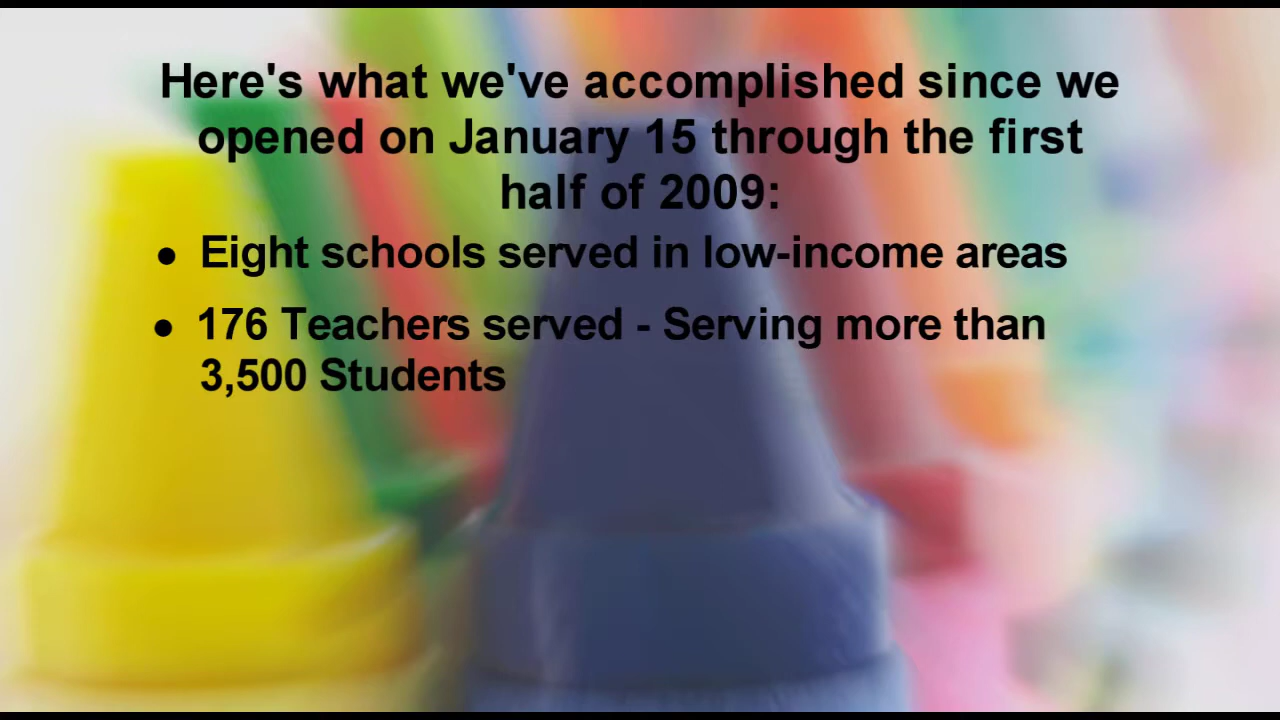 Here's what we've accomplished since we
opened on January 15 through the first
half of 2009:
● Eight schools served in low-income areas
● 176 Teachers served - Serving more than
3,500 Students